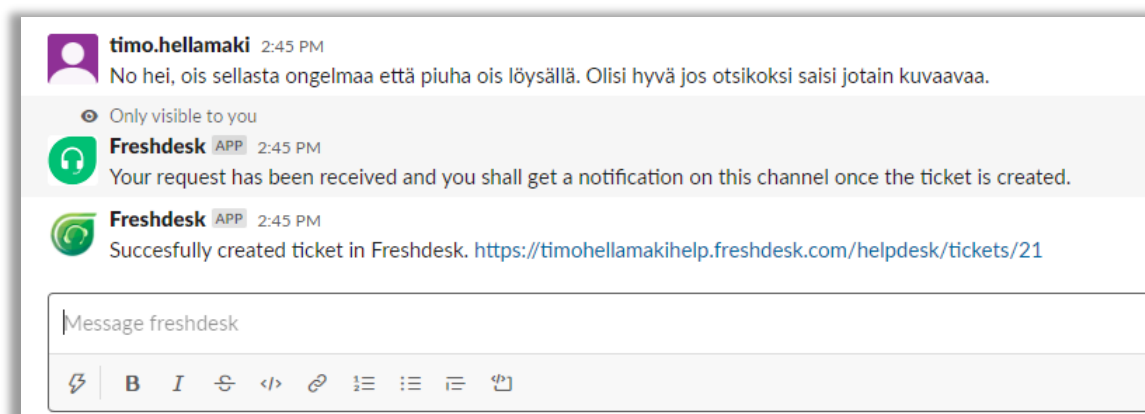 timo.hellamaki 2:45 PM
No hei, ois sellasta ongelmaa että piuha ois löysällä. Olisi hyvä jos otsikoksi saisi jotain kuvaavaa.
Only visible to you
Freshdesk APP 2:45 PM
Your request has been received and you shall get a notification on this channel once the ticket is created.
Freshdesk APP 2:45 PM
Succesfully created ticket in Freshdesk. https://timohellamakihelp.freshdesk.com/helpdesk/tickets/21
Message freshdesk